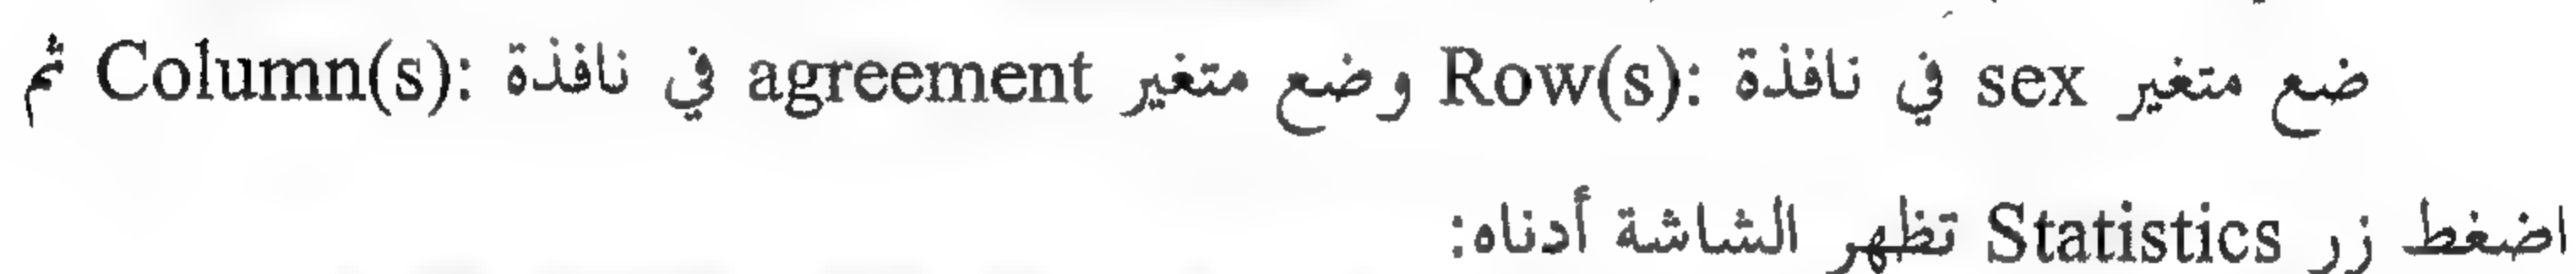 ضع متغير sex في نافذة Row(s): وضع متغير agreement في نافذة Column(s): ثم
اضغط زر Statistics تظهر الشاشة أدناه: